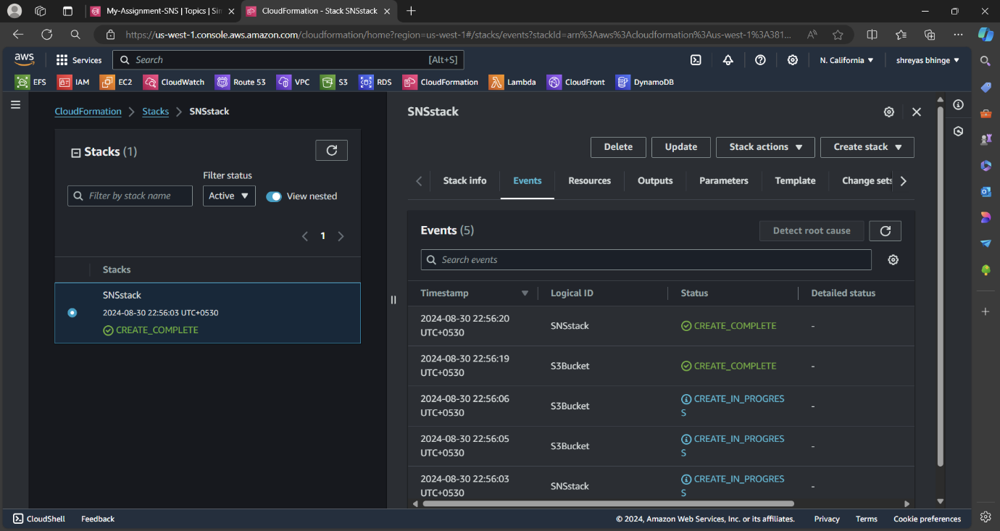 My-Assignment-SNS | Topics | Sim
CloudFormation - Stack SNSstack
https://us-west-1.console.aws.amazon.com/cloudformation/home?region=us-west-1#/stacks/events?stackId=arn%3Aaws%3Acloudformation%3Aus-west-1%3A381...
aws Services Search [Alt+S] N. California shreyas bhinge
EFS IAM EC2 CloudWatch Route 53 VPC S3 RDS CloudFormation Lambda CloudFront DynamoDB
CloudFormation Stacks SNSstack
Stacks (1)
Filter status
Filter by stack name Active View nested
1
Stacks
SNSstack
2024-08-30 22:56:03 UTC+0530
CREATE_COMPLETE
SNSstack
Delete Update Stack actions Create stack
Stack info Events Resources Outputs Parameters Template Change sets
Events (5) Detect root cause
Search events
Timestamp Logical ID Status Detailed status
2024-08-30 22:56:20 SNSstack CREATE_COMPLETE -
UTC+0530
2024-08-30 22:56:19 S3Bucket CREATE_COMPLETE -
UTC+0530
2024-08-30 22:56:06 S3Bucket CREATE_IN_PROGRES -
UTC+0530 S
2024-08-30 22:56:05 S3Bucket CREATE_IN_PROGRES -
UTC+0530 S
2024-08-30 22:56:03 SNSstack CREATE_IN_PROGRES -
UTC+0530 S
CloudShell Feedback © 2024, Amazon Web Services, Inc. or its affiliates. Privacy Terms Cookie preferences